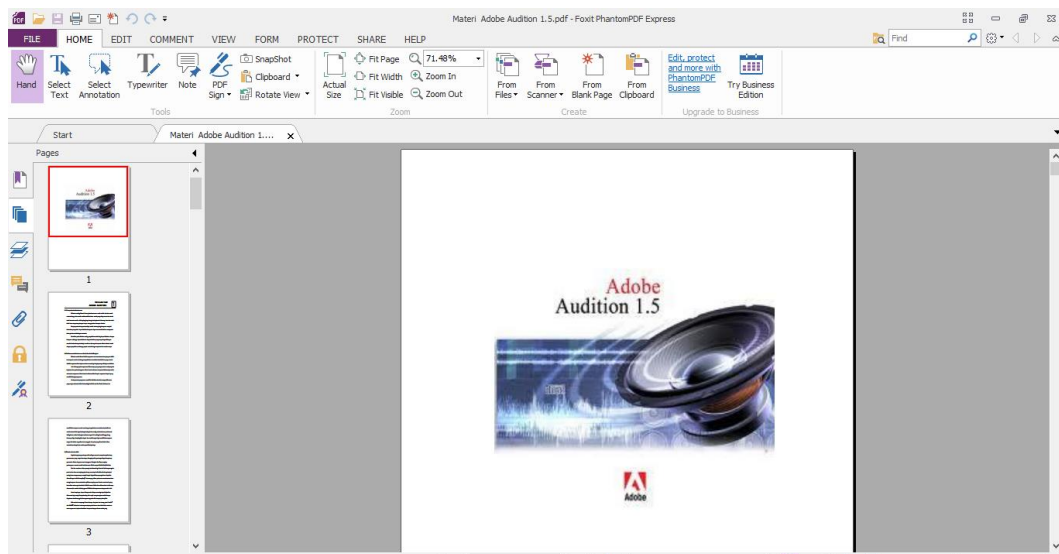 Materi Adobe Audition 1.5.pdf - Foxit PhantomPDF Express
FILE HOME EDIT COMMENT VIEW FORM PROTECT SHARE HELP Find
Hand
Select Text
Select Annotation
Typewriter
Note
PDF Sign
SnapShot
Clipboard
Rotate View
Tools
Actual Size
Fit Page
Fit Width
Fit Visible
71.48%
Zoom In
Zoom Out
Zoom
From Files
From Scanner
From Blank Page
From Clipboard
Create
Edit, protect
and more with
PhantomPDF
Business
Try Business
Edition
Upgrade to Business
Start
Materi Adobe Audition 1.... x
Pages
Adobe
Audition 1.5
1
2
3
Adobe
Audition 1.5
Adobe